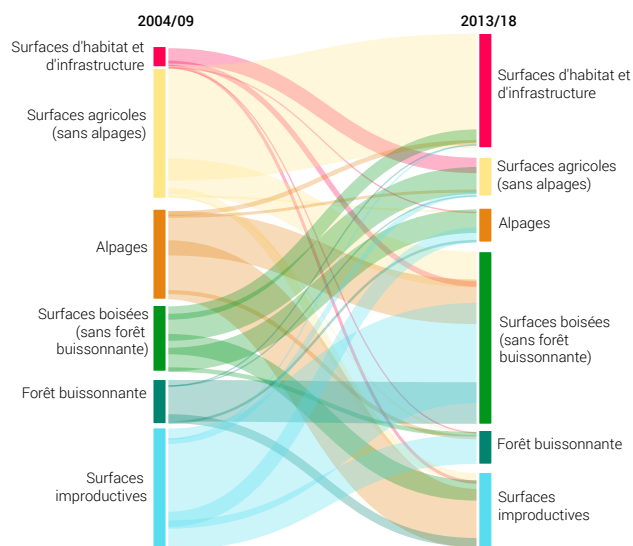 2004/09
2013/18
Surfaces d'habitat et
d'infrastructure
Surfaces agricoles
(sans alpages)
Alpages
Surfaces boisées
(sans forêt
buissonnante)
Forêt buissonnante
Surfaces
improductives
Surfaces d'habitat et
d'infrastructure
Surfaces agricoles
(sans alpages)
Alpages
Surfaces boisées
(sans forêt
buissonnante)
Forêt buissonnante
Surfaces
improductives